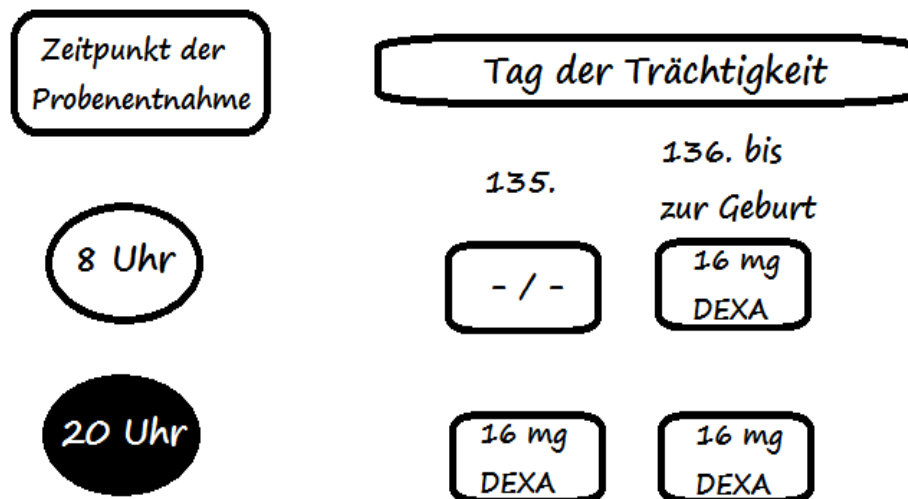 Zeitpunkt der
Probenentnahme
Tag der Trächtigkeit
135.
136. bis
zur Geburt
8 Uhr
- / -
16 mg
DEXA
20 Uhr
16 mg
DEXA
16 mg
DEXA